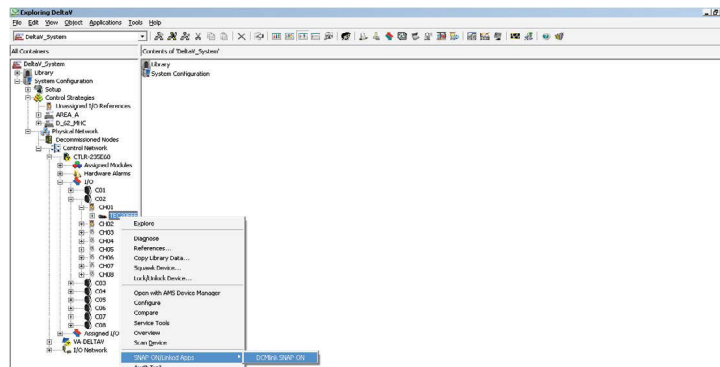 Exploring DeltaV
File Edit View Object Applications Tools Help
DeltaV_System
All Containers
Contents of 'DeltaV_System'
DeltaV_System
Library
System Configuration
Setup
Control Strategies
Unassigned I/O References
AREA_A
D_62_MHC
Physical Network
Decommissioned Nodes
Control Network
CTLR-235E60
Assigned Modules
Hardware Alarms
I/O
C01
C02
CH01
CH02
CH03
CH04
CH05
CH06
CH07
CH08
C03
C04
C05
C06
C07
C08
Assigned I/O
VA-DELTAV
I/O Network
Library
System Configuration
Explore
Diagnose
References...
Copy Library Data...
Squawk Device...
Lock/Unlock Device...
Open with AMS Device Manager
Configure
Compare
Service Tools
Overview
Scan Device
SNAP-ON/Linked Apps
DCMlink SNAP-ON
Audit Trail